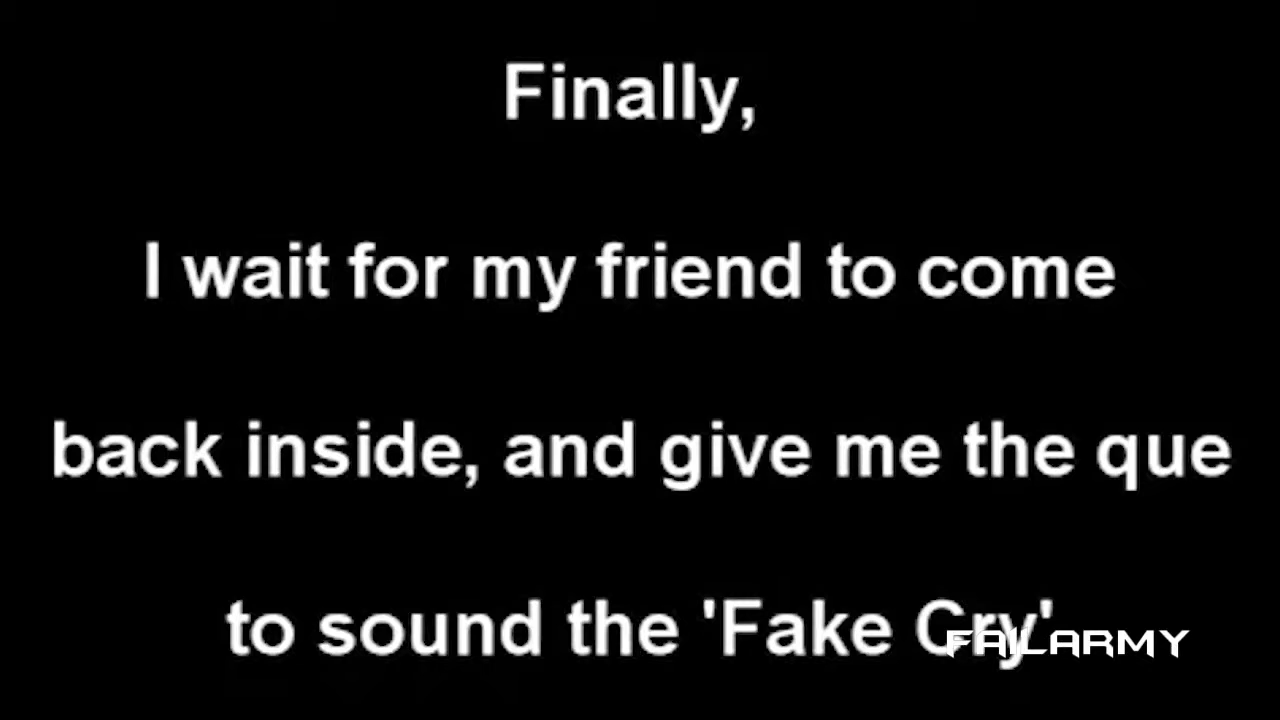 Finally,
I wait for my friend to come
back inside, and give me the que
to sound the 'Fake Cry'
FAILARMY